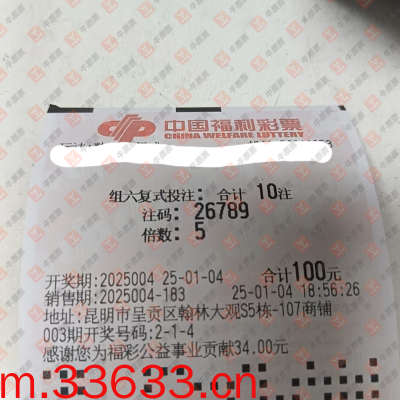 中国福利彩票
CHINA WELFARE LOTTERY
组六复式投注: 合计 10注
注码: 26789
倍数: 5
开奖期:2025004 25-01-04 合计100元
销售期:2025004-183 25-01-04 18:56:26
地址:昆明市呈贡区翰林大观S5栋-107商铺
003期开奖号码:2-1-4
感谢您为福彩公益事业贡献34.00元
m.33633.cn